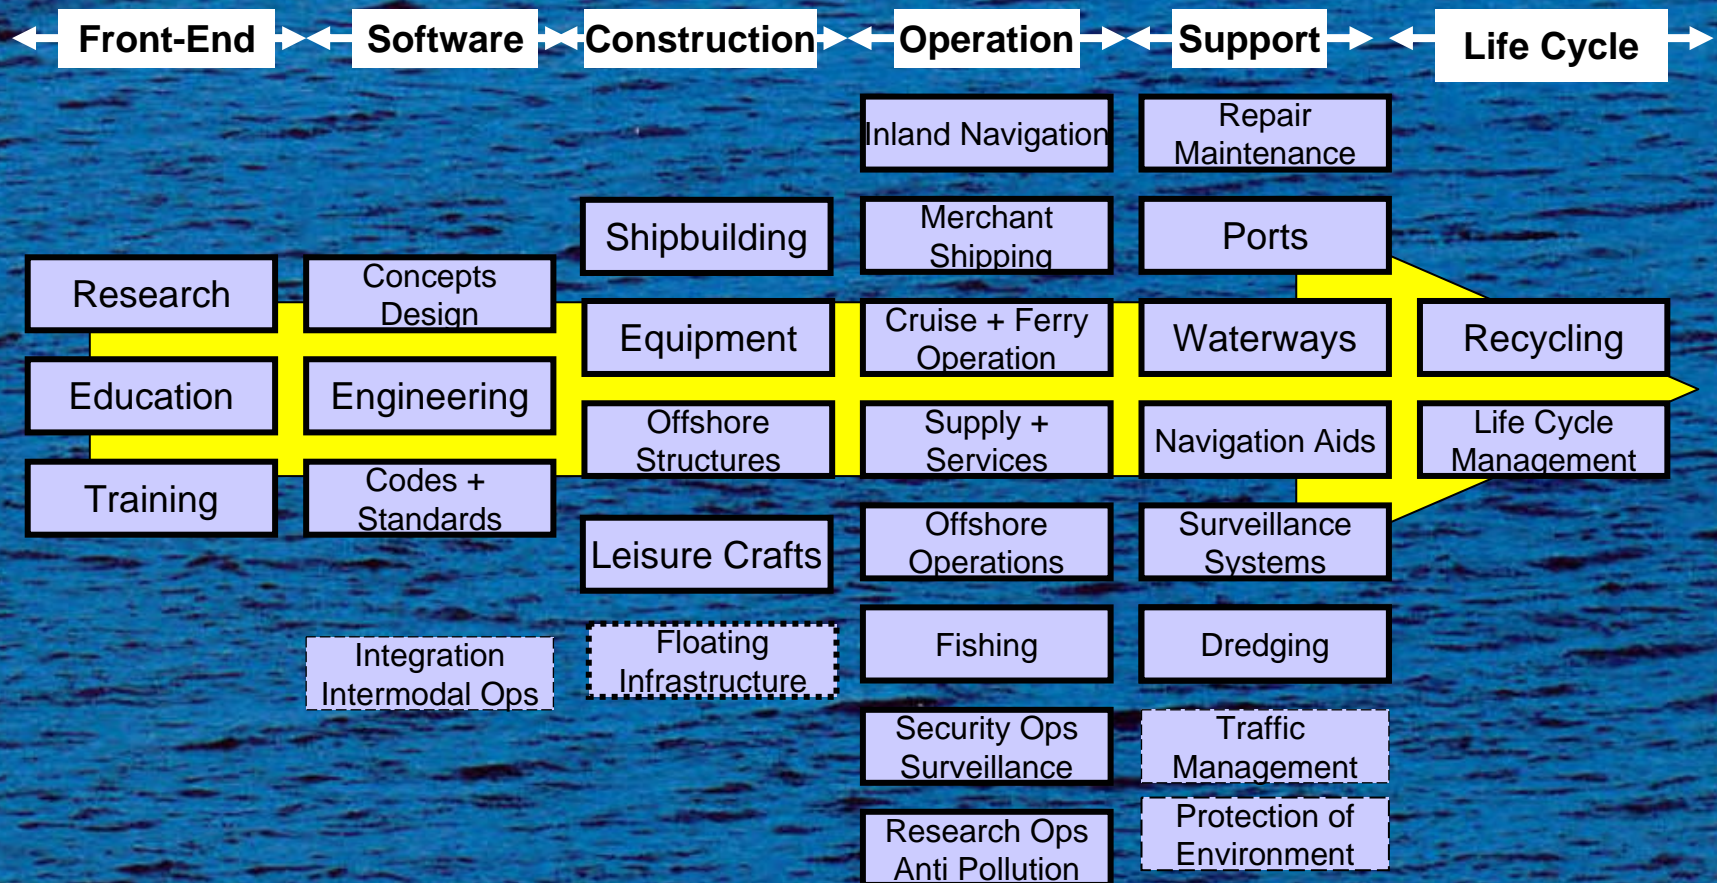 Front-End
Software
Construction
Operation
Support
Life Cycle
Research
Education
Training
Concepts
Design
Engineering
Codes +
Standards
Integration
Intermodal Ops
Shipbuilding
Equipment
Offshore
Structures
Leisure Crafts
Floating
Infrastructure
Inland Navigation
Merchant
Shipping
Cruise + Ferry
Operation
Supply +
Services
Offshore
Operations
Fishing
Security Ops
Surveillance
Research Ops
Anti Pollution
Repair
Maintenance
Ports
Waterways
Navigation Aids
Surveillance
Systems
Dredging
Traffic
Management
Protection of
Environment
Recycling
Life Cycle
Management